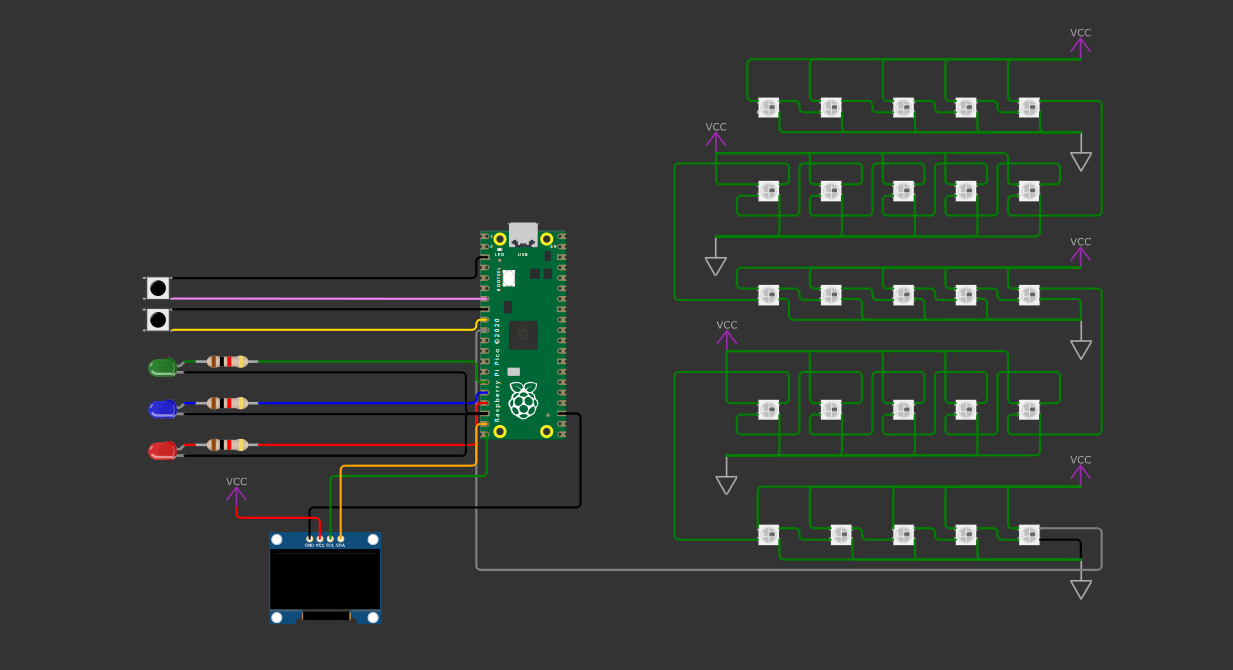 VCC
VCC
LED
USB
BOOTSEL
VCC
Raspberry Pi Pico ©2020
VCC
VCC
VCC
GND VCC SCL SDA